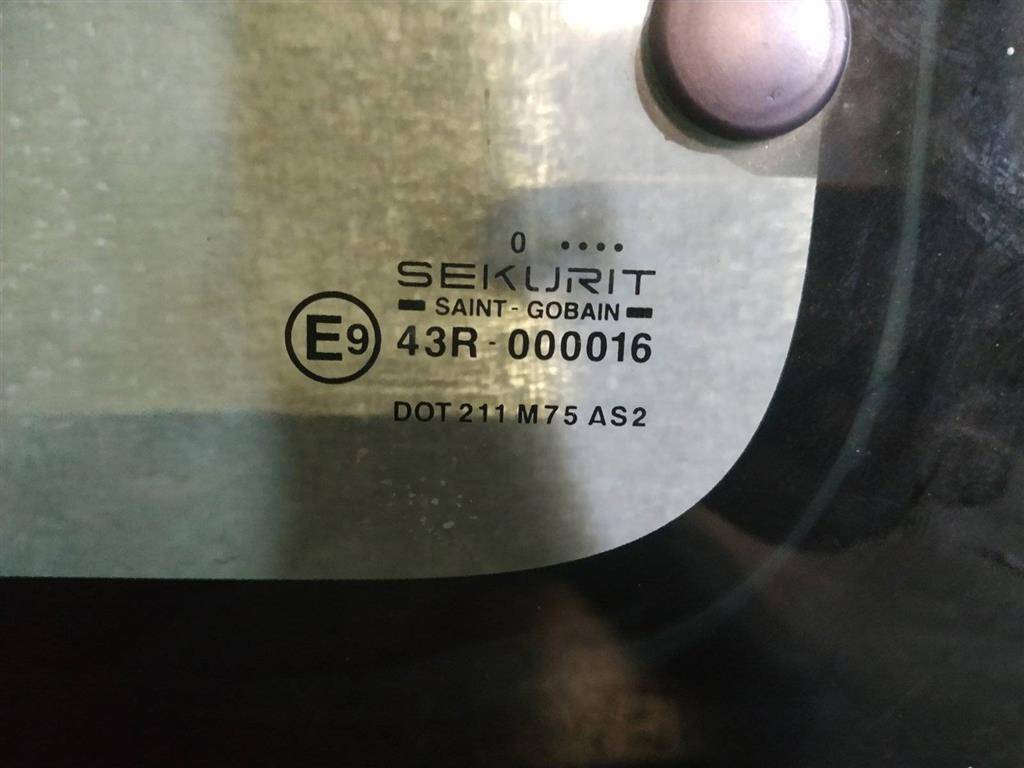 0 ••••
SEKURIT
SAINT-GOBAIN
E9 43R-000016
DOT 211 M75 AS2